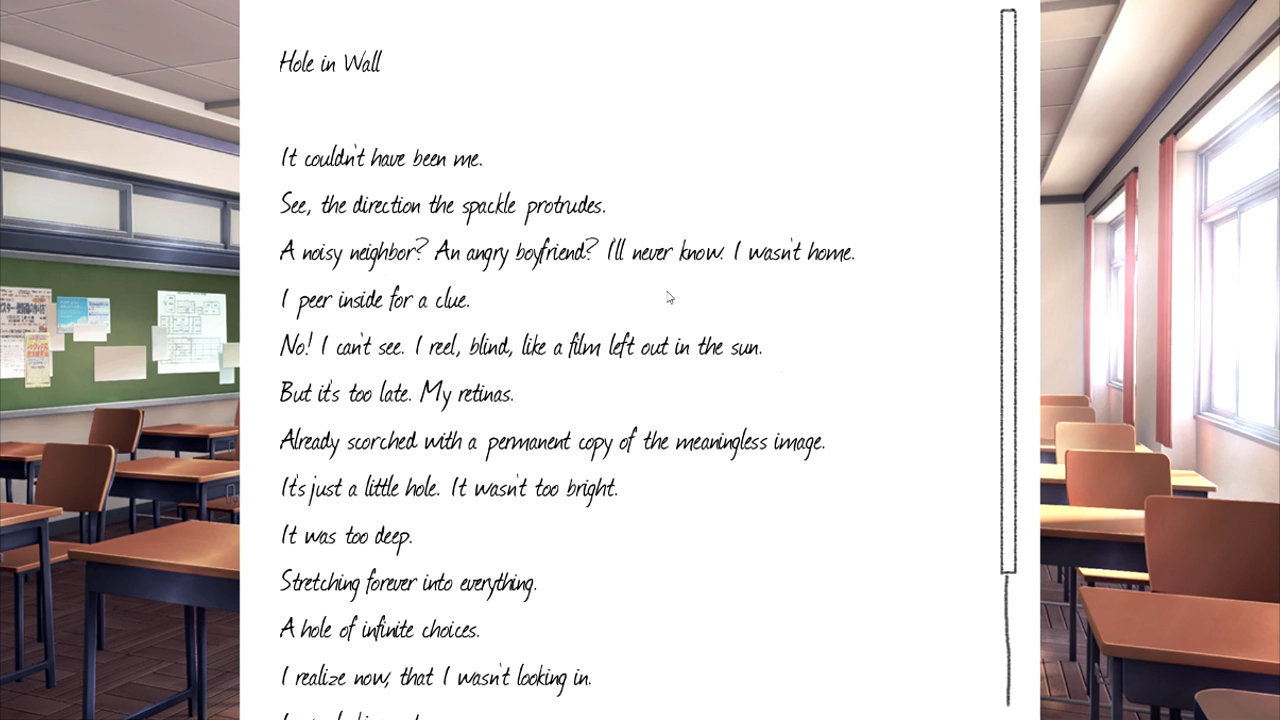 Hole in Wall
It couldn't have been me.
See, the direction the spackle protrudes.
A noisy neighbor? An angry boyfriend? I'll never know. I wasn't home.
I peer inside for a clue.
No! I can't see. I reel, blind, like a film left out in the sun.
But it's too late. My retinas.
Already scorched with a permanent copy of the meaningless image.
It's just a little hole. It wasn't too bright.
It was too deep.
Stretching forever into everything.
A hole of infinite choices.
I realize now, that I wasn't looking in.